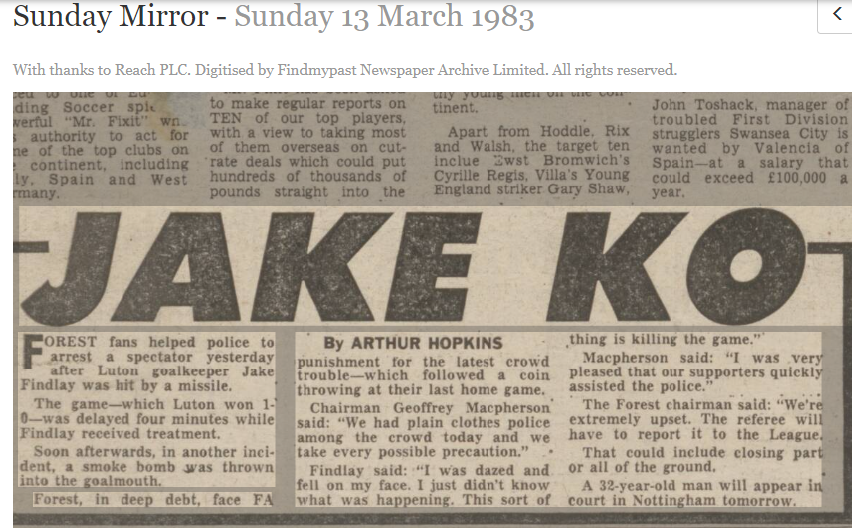 Sunday Mirror - Sunday 13 March 1983
With thanks to Reach PLC. Digitised by Findmypast Newspaper Archive Limited. All rights reserved.
ding Soccer
werful "Mr. Fixit"
authority to act for
ne of the top clubs on
continent, including
ly, Spain and West
rmany.
to make regular reports on
TEN of our top players,
with a view to taking most
of them overseas on cut-
rate deals which could put
hundreds of thousands of
pounds straight into the
thy young men on the con-
tinent.
Apart from Hoddle, Rix
and Walsh, the target ten
inclue West Bromwich's
Cyrille Regis, Villa's Young
England striker Gary Shaw,
John Toshack, manager of
troubled First Division
strugglers Swansea City is
wanted by Valencia of
Spain—at a salary that
could exceed £100,000 a
year.
JAKE KO
FOREST fans helped police to
arrest a spectator yesterday
after Luton goalkeeper Jake
Findlay was hit by a missile.
The game—which Luton won 1-
0—was delayed four minutes while
Findlay received treatment.
Soon afterwards, in another inci-
dent, a smoke bomb was thrown
into the goalmouth.
Forest, in deep debt, face FA
By ARTHUR HOPKINS
punishment for the latest crowd
trouble—which followed a coin
throwing at their last home game.
Chairman Geoffrey Macpherson
said: "We had plain clothes police
among the crowd today and we
take every possible precaution."
Findlay said: "I was dazed and
fell on my face. I just didn't know
what was happening. This sort of
thing is killing the game."
Macpherson said: "I was very
pleased that our supporters quickly
assisted the police."
The Forest chairman said: "We're
extremely upset. The referee will
have to report it to the League.
That could include closing part
or all of the ground.
A 32-year-old man will appear in
court in Nottingham tomorrow.